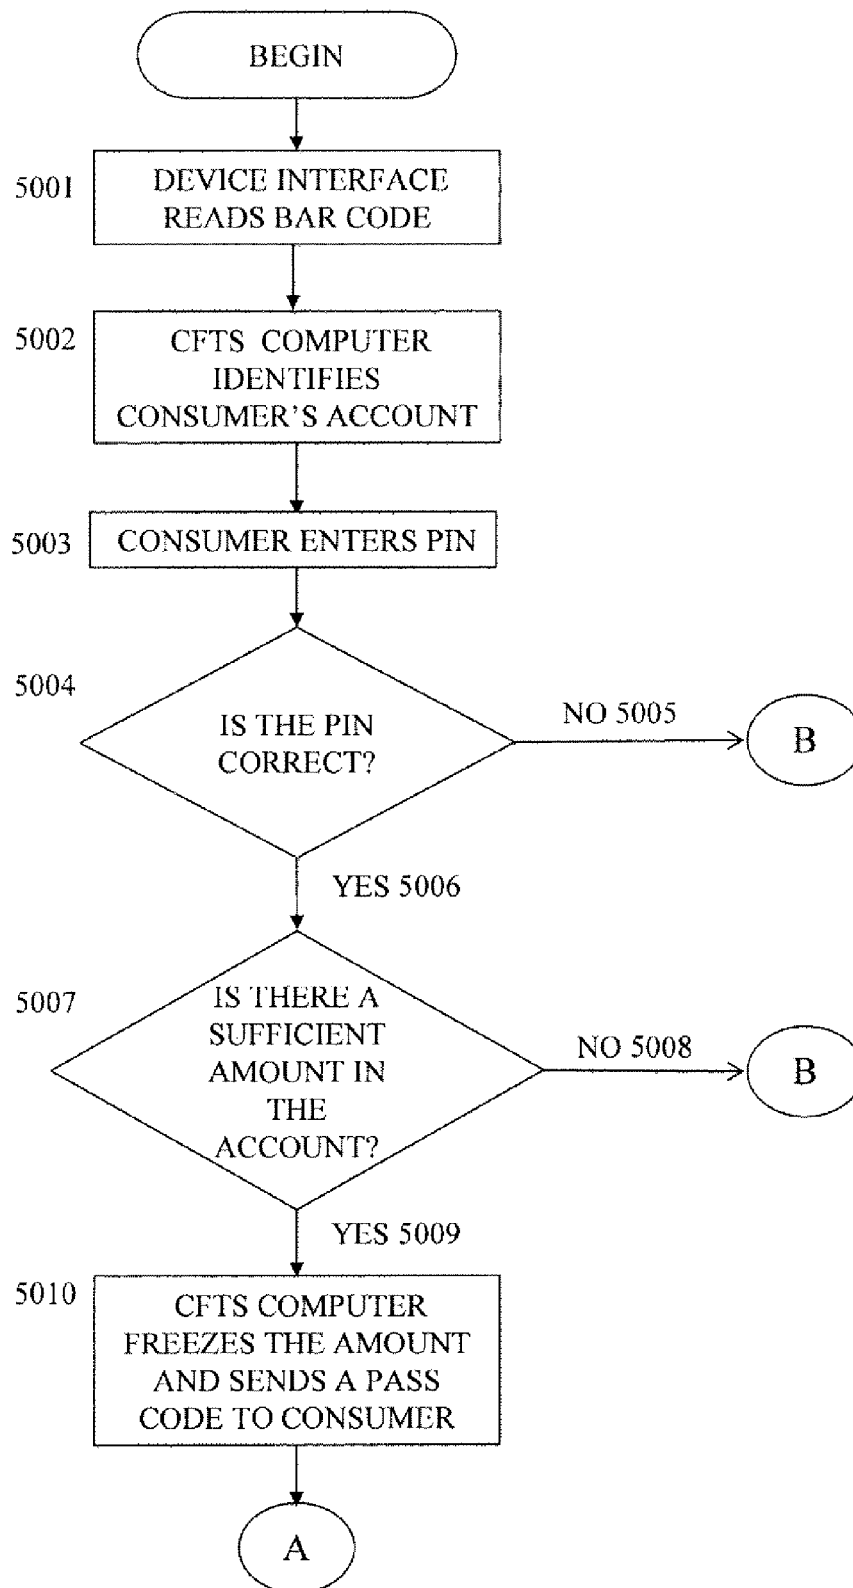 BEGIN
5001
DEVICE INTERFACE
READS BAR CODE
5002
CFTS COMPUTER
IDENTIFIES
CONSUMER'S ACCOUNT
5003
CONSUMER ENTERS PIN
5004
IS THE PIN
CORRECT?
NO 5005
B
YES 5006
5007
IS THERE A
SUFFICIENT
AMOUNT IN
THE
ACCOUNT?
NO 5008
B
YES 5009
5010
CFTS COMPUTER
FREEZES THE AMOUNT
AND SENDS A PASS
CODE TO CONSUMER
A